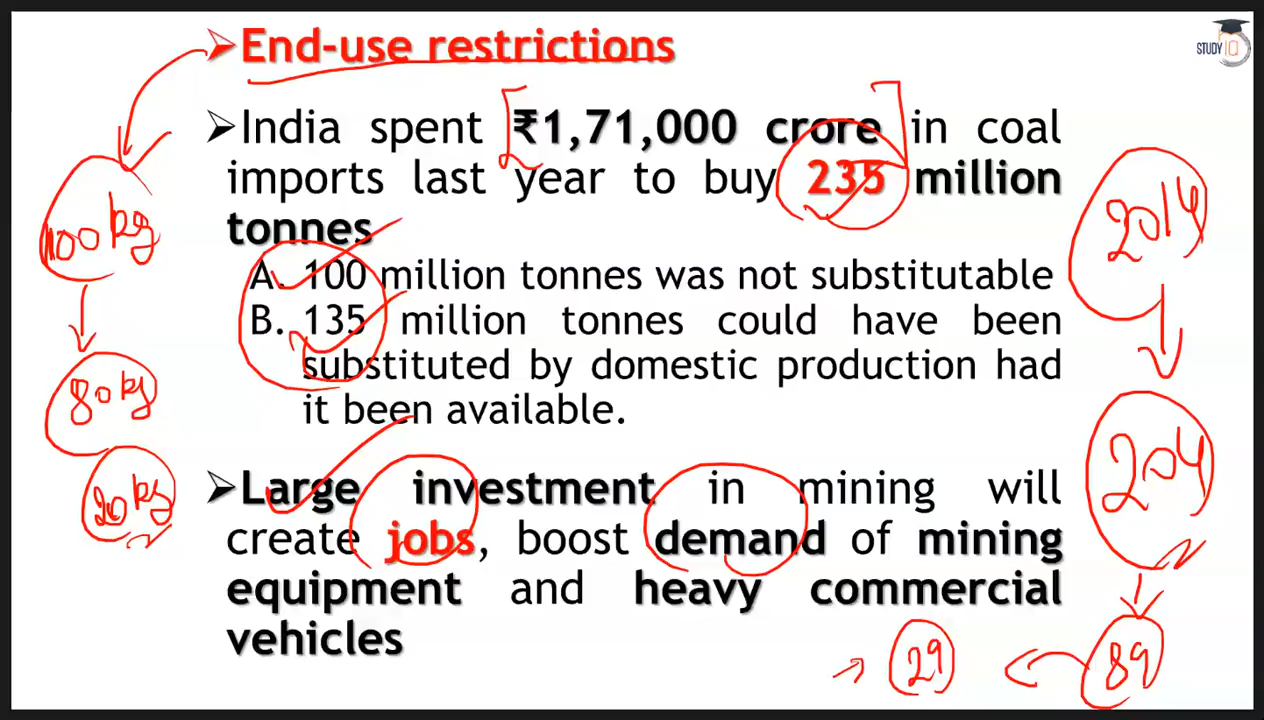 STUDY IQ
➢End-use restrictions
➢India spent ₹1,71,000 crore in coal
imports last year to buy 235 million
tonnes
A. 100 million tonnes was not substitutable
B. 135 million tonnes could have been
substituted by domestic production had
it been available.
➢Large investment in mining will
create jobs, boost demand of mining
equipment and heavy commercial
vehicles
100 kg
80 kg
20 kg
2014
204
89
29